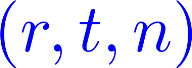 (r, t, n)